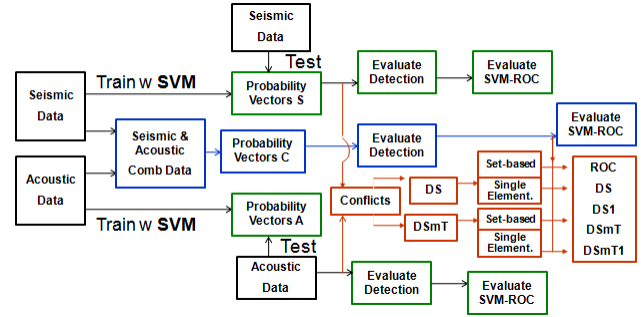 Seismic
Data
Test
Evaluate
Detection
Evaluate
SVM-ROC
Train w SVM
Probability
Vectors S
Seismic
Data
Seismic &
Acoustic
Comb Data
Probability
Vectors C
Evaluate
Detection
Evaluate
SVM-ROC
Acoustic
Data
Train w SVM
Probability
Vectors A
Test
Acoustic
Data
Conflicts
DS
DSmT
Set-based
Single
Element.
Set-based
Single
Element.
ROC
DS
DS1
DSmT
DSmT1
Evaluate
Detection
Evaluate
SVM-ROC